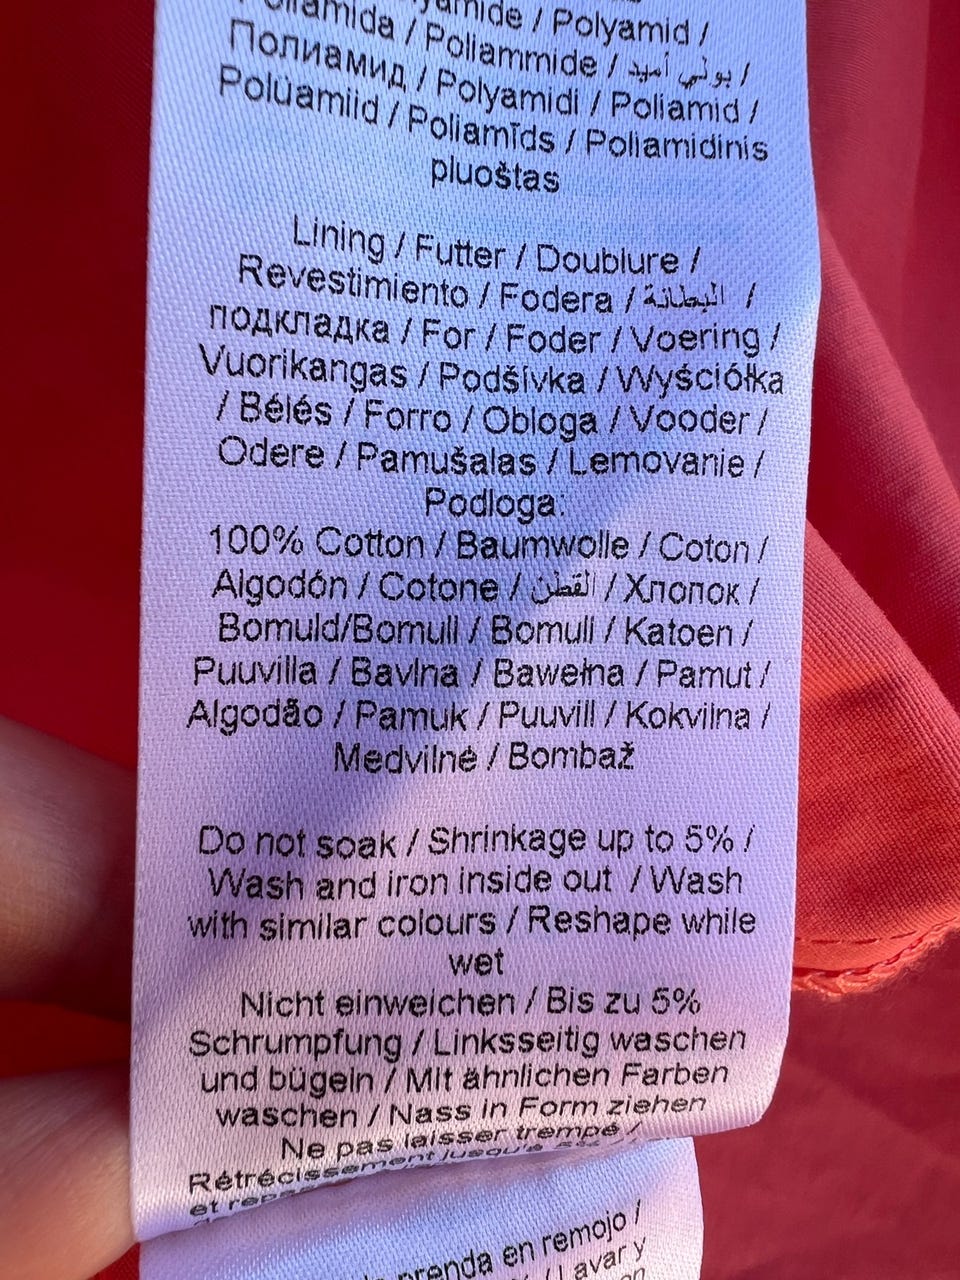 / Polyamid /
/ Poliammide / بولي أميد /
Полиамид / Polyamidi / Poliamid /
Polüamiid / Poliamīds / Poliamidinis
pluoštas
Lining / Futter / Doublure /
Revestimiento / Fodera / البطانة /
подкладка / For / Foder / Voering /
Vuorikangas / Podšívka / Wyściółka
/ Bélés / Forro / Obloga / Vooder /
Odere / Pamušalas / Lemovanie /
Podloga:
100% Cotton / Baumwolle / Coton /
Algodón / Cotone / القطن / Хлопок /
Bomuld/Bomull / Bomull / Katoen /
Puuvilla / Bavlna / Bawełna / Pamut /
Algodão / Pamuk / Puuvill / Kokvilna /
Medvilnė / Bombaž
Do not soak / Shrinkage up to 5% /
Wash and iron inside out / Wash
with similar colours / Reshape while
wet
Nicht einweichen / Bis zu 5%
Schrumpfung / Linksseitig waschen
und bügeln / Mit ähnlichen Farben
waschen / Nass in Form ziehen
Ne pas laisser trempé /
Rétrécissement jusqu'à 5% /
et
prenda en remojo /
/ Lavar y